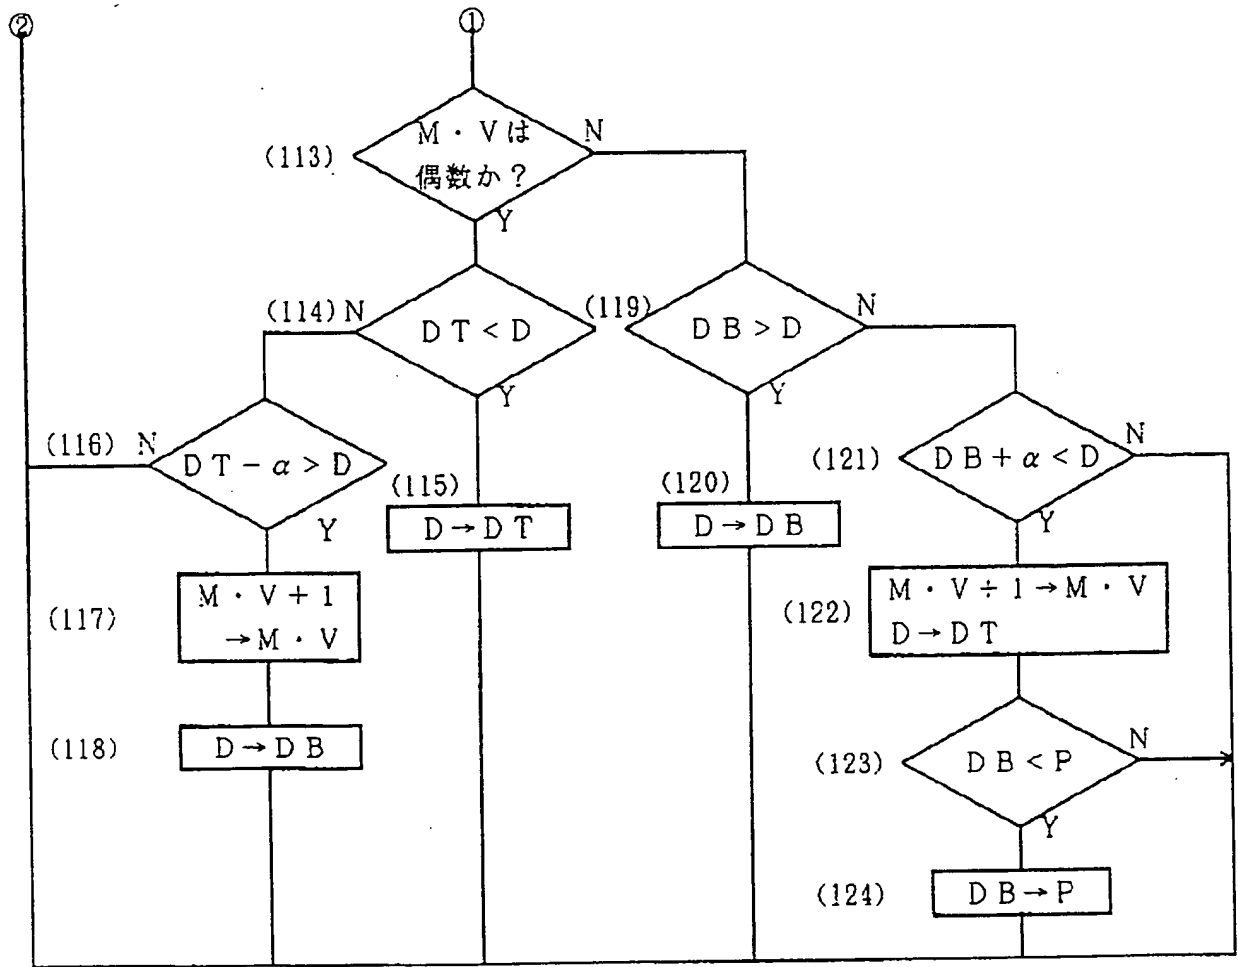 ②
①
M・Vは
偶数か？
N
(113)
Y
(114)
N
DT<D
Y
(119)
DB>D
N
Y
(116)
N
DT-α>D
Y
(115)
D→DT
(120)
D→DB
(121)
DB+α<D
N
Y
(117)
M・V+1
→M・V
(122)
M・V÷1→M・V
D→DT
(118)
D→DB
(123)
DB<P
N
Y
(124)
DB→P